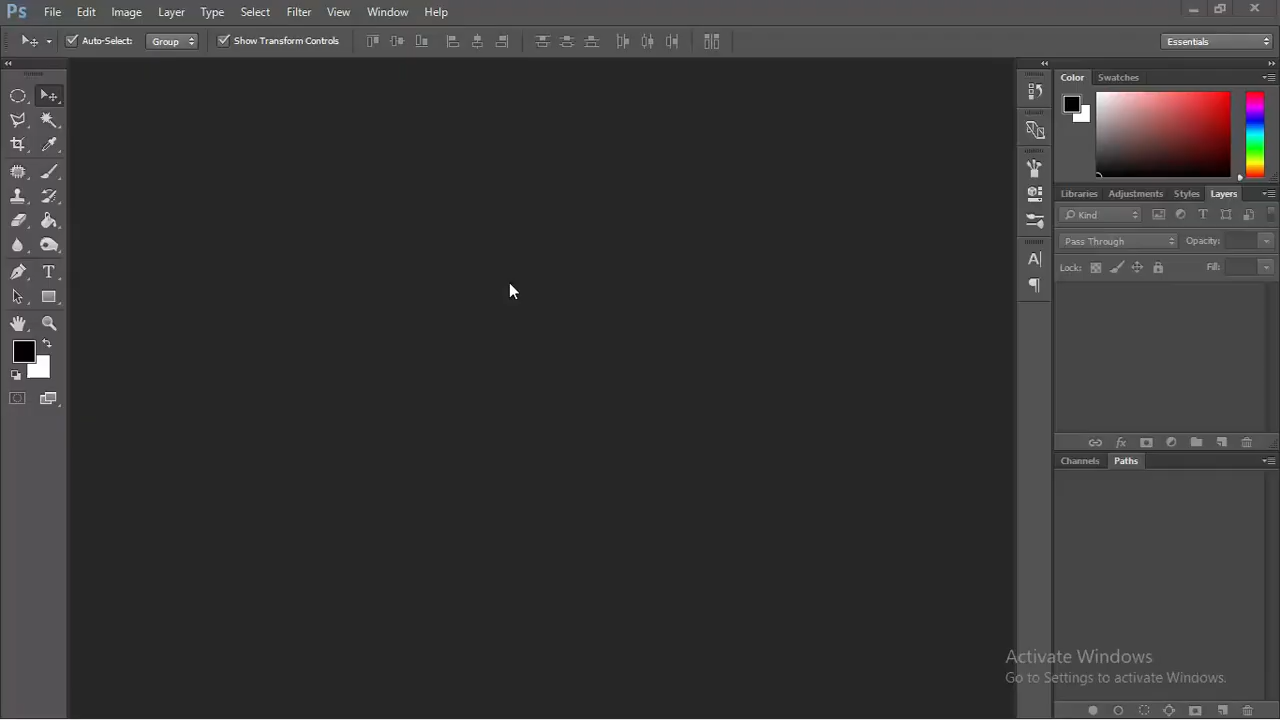 Ps File Edit Image Layer Type Select Filter View Window Help
Auto-Select: Group Show Transform Controls Essentials
Color Swatches
Libraries Adjustments Styles Layers
Kind
Pass Through Opacity:
Lock: Fill:
Channels Paths
Activate Windows
Go to Settings to activate Windows.